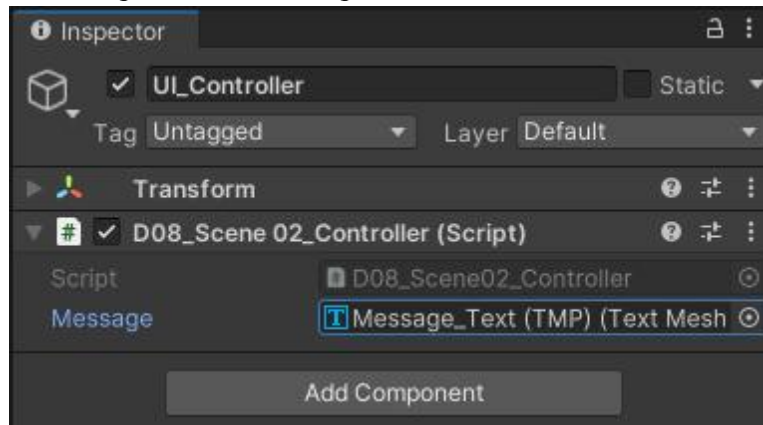 Inspector
UI_Controller Static
Tag Untagged Layer Default
Transform
# D08_Scene 02_Controller (Script)
Script D08_Scene02_Controller
Message Message_Text (TMP) (Text Mesh
Add Component